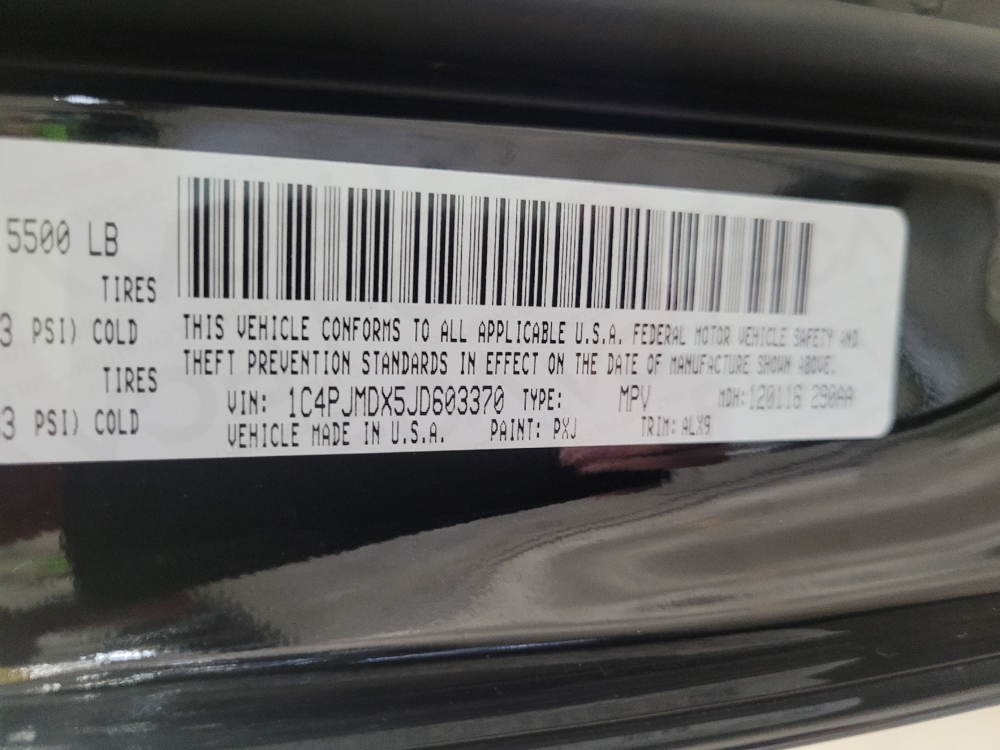 5500 LB
TIRES
3 PSI) COLD
TIRES
3 PSI) COLD
THIS VEHICLE CONFORMS TO ALL APPLICABLE U.S.A. FEDERAL MOTOR VEHICLE SAFETY AND
THEFT PREVENTION STANDARDS IN EFFECT ON THE DATE OF MANUFACTURE SHOWN ABOVE.
VIN: 1C4PJMDX5JD603370 TYPE: MPV MDH:120116 290AA
VEHICLE MADE IN U.S.A. PAINT: PXJ TRIM: ALX9